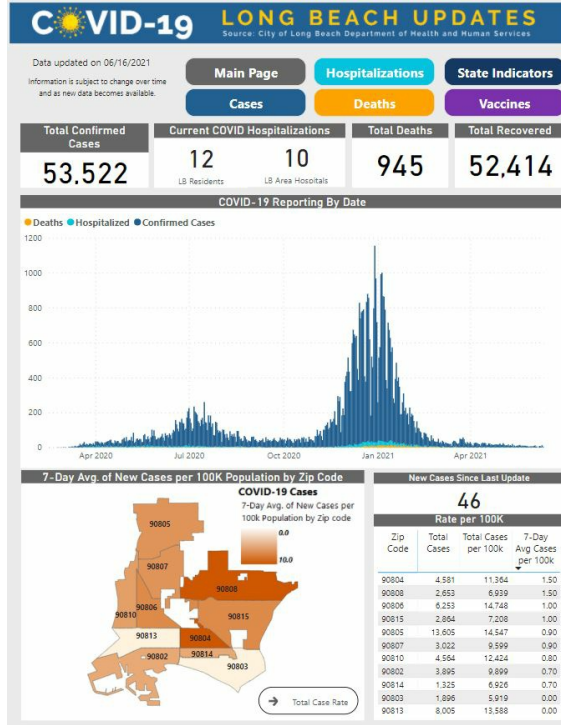 COVID-19
LONG BEACH UPDATES
Source: City of Long Beach Department of Health and Human Services
Data updated on 06/16/2021
Information is subject to change over time
and as new data becomes available.
Main Page
Hospitalizations
State Indicators
Cases
Deaths
Vaccines
Total Confirmed
Cases
53,522
Current COVID Hospitalizations
12
LB Residents
10
LB Area Hospitals
Total Deaths
945
Total Recovered
52,414
COVID-19 Reporting By Date
Deaths Hospitalized Confirmed Cases
1200
1000
800
600
400
200
0
Apr 2020 Jul 2020 Oct 2020 Jan 2021 Apr 2021
7-Day Avg. of New Cases per 100K Population by Zip Code
COVID-19 Cases
7-Day Avg. of New Cases per
100k Population by Zip code
0.0
10.0
90805
90807
90808
90810
90806
90815
90813
90804
90802
90814
90803
Total Case Rate
New Cases Since Last Update
46
Rate per 100K
Zip
Code
Total
Cases
Total Cases
per 100k
7-Day
Avg Cases
per 100k
90804 4,581 11,364 1.50
90808 2,653 6,939 1.50
90806 6,253 14,748 1.00
90815 2,864 7,208 1.00
90805 13,605 14,547 0.90
90807 3,022 9,599 0.90
90810 4,564 12,424 0.80
90802 3,895 9,899 0.70
90814 1,325 6,926 0.70
90803 1,896 5,919 0.00
90813 8,005 13,588 0.00